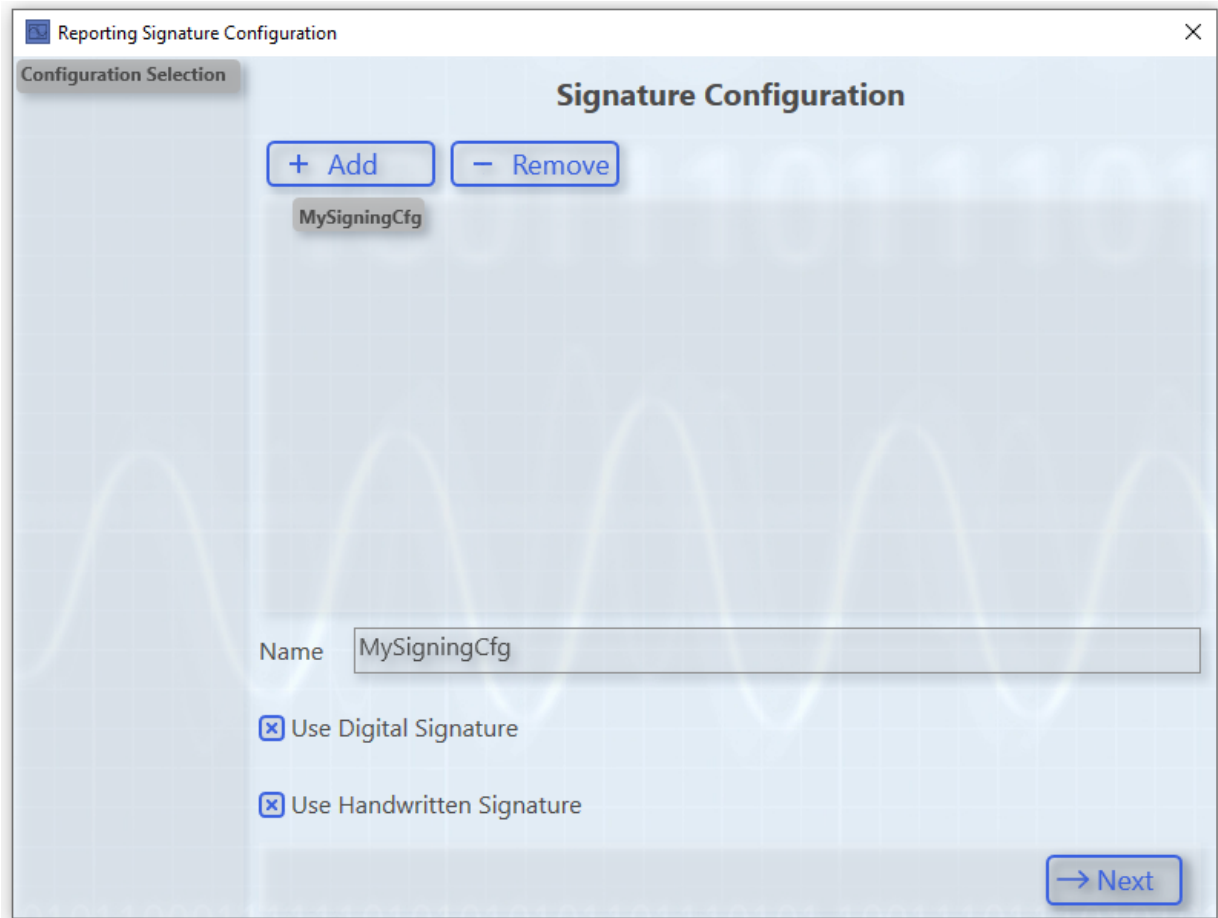 Reporting Signature Configuration
Configuration Selection
Signature Configuration
+ Add
− Remove
MySigningCfg
Name
MySigningCfg
Use Digital Signature
Use Handwritten Signature
→ Next